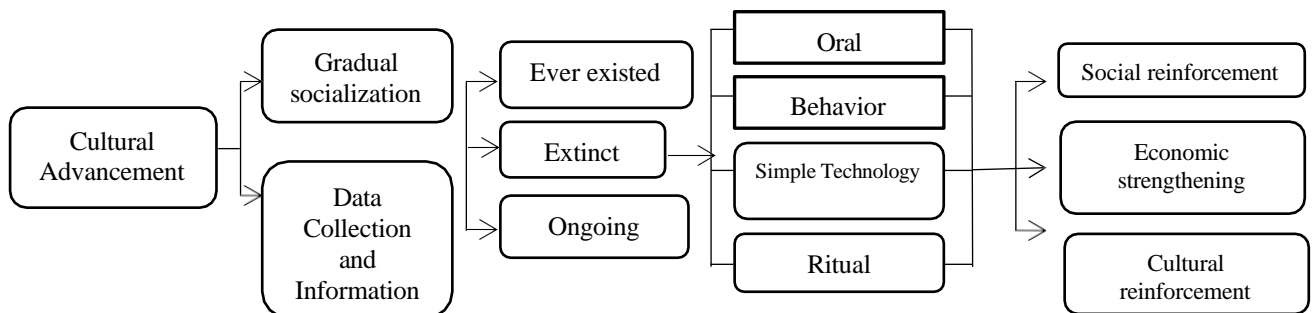 Cultural
Advancement
Gradual
socialization
Data
Collection
and
Information
Ever existed
Extinct
Ongoing
Oral
Behavior
Simple Technology
Ritual
Social reinforcement
Economic
strengthening
Cultural
reinforcement